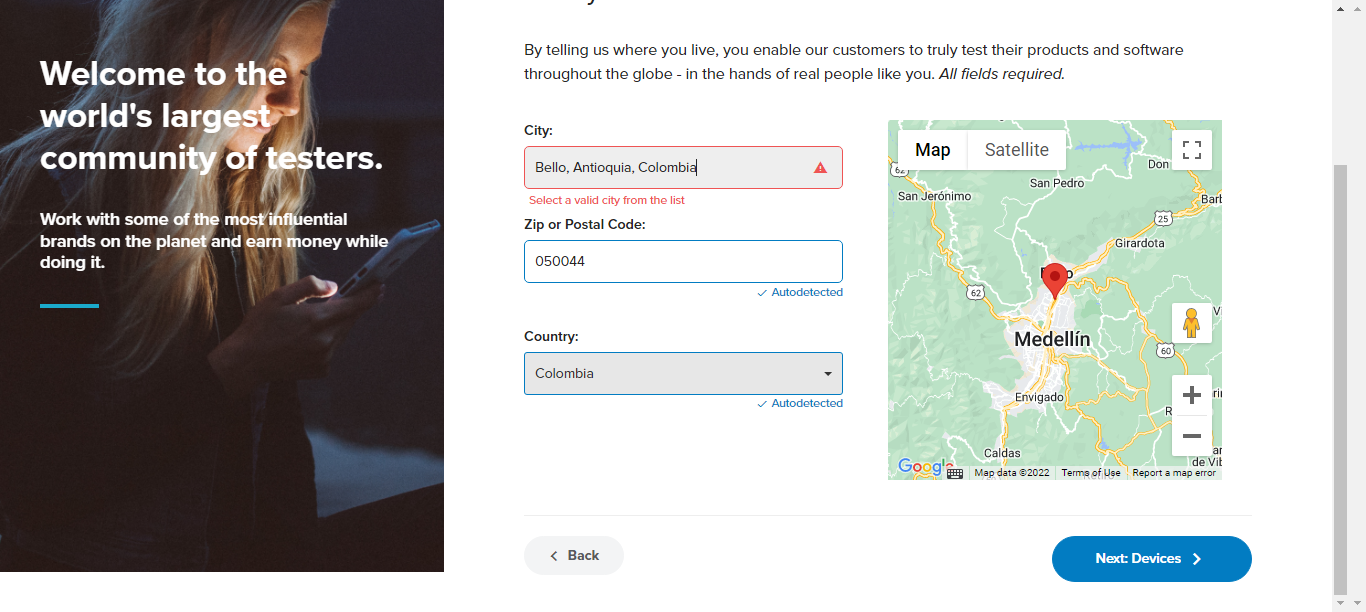 Welcome to the
world's largest
community of testers.
Work with some of the most influential
brands on the planet and earn money while
doing it.
By telling us where you live, you enable our customers to truly test their products and software
throughout the globe - in the hands of real people like you. All fields required.
City:
Bello, Antioquia, Colombia
Select a valid city from the list
Zip or Postal Code:
050044
Autodetected
Country:
Colombia
Autodetected
Map Satellite
62
Don
San Pedro
San Jerónimo
Barb
25
Girardota
62
Medellín
60
Envigado
Caldas
de Vib
Google
Map data ©2022 Terms of Use Report a map error
Back
Next: Devices